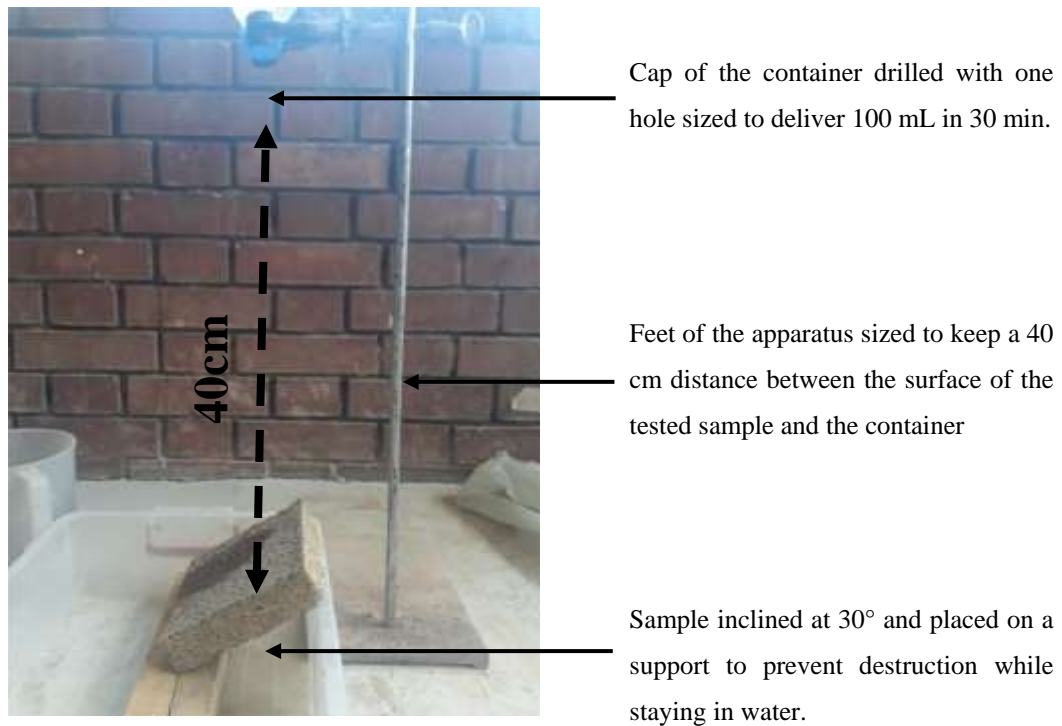 Cap of the container drilled with one
hole sized to deliver 100 mL in 30 min.
40cm
Feet of the apparatus sized to keep a 40
cm distance between the surface of the
tested sample and the container
Sample inclined at 30° and placed on a
support to prevent destruction while
staying in water.